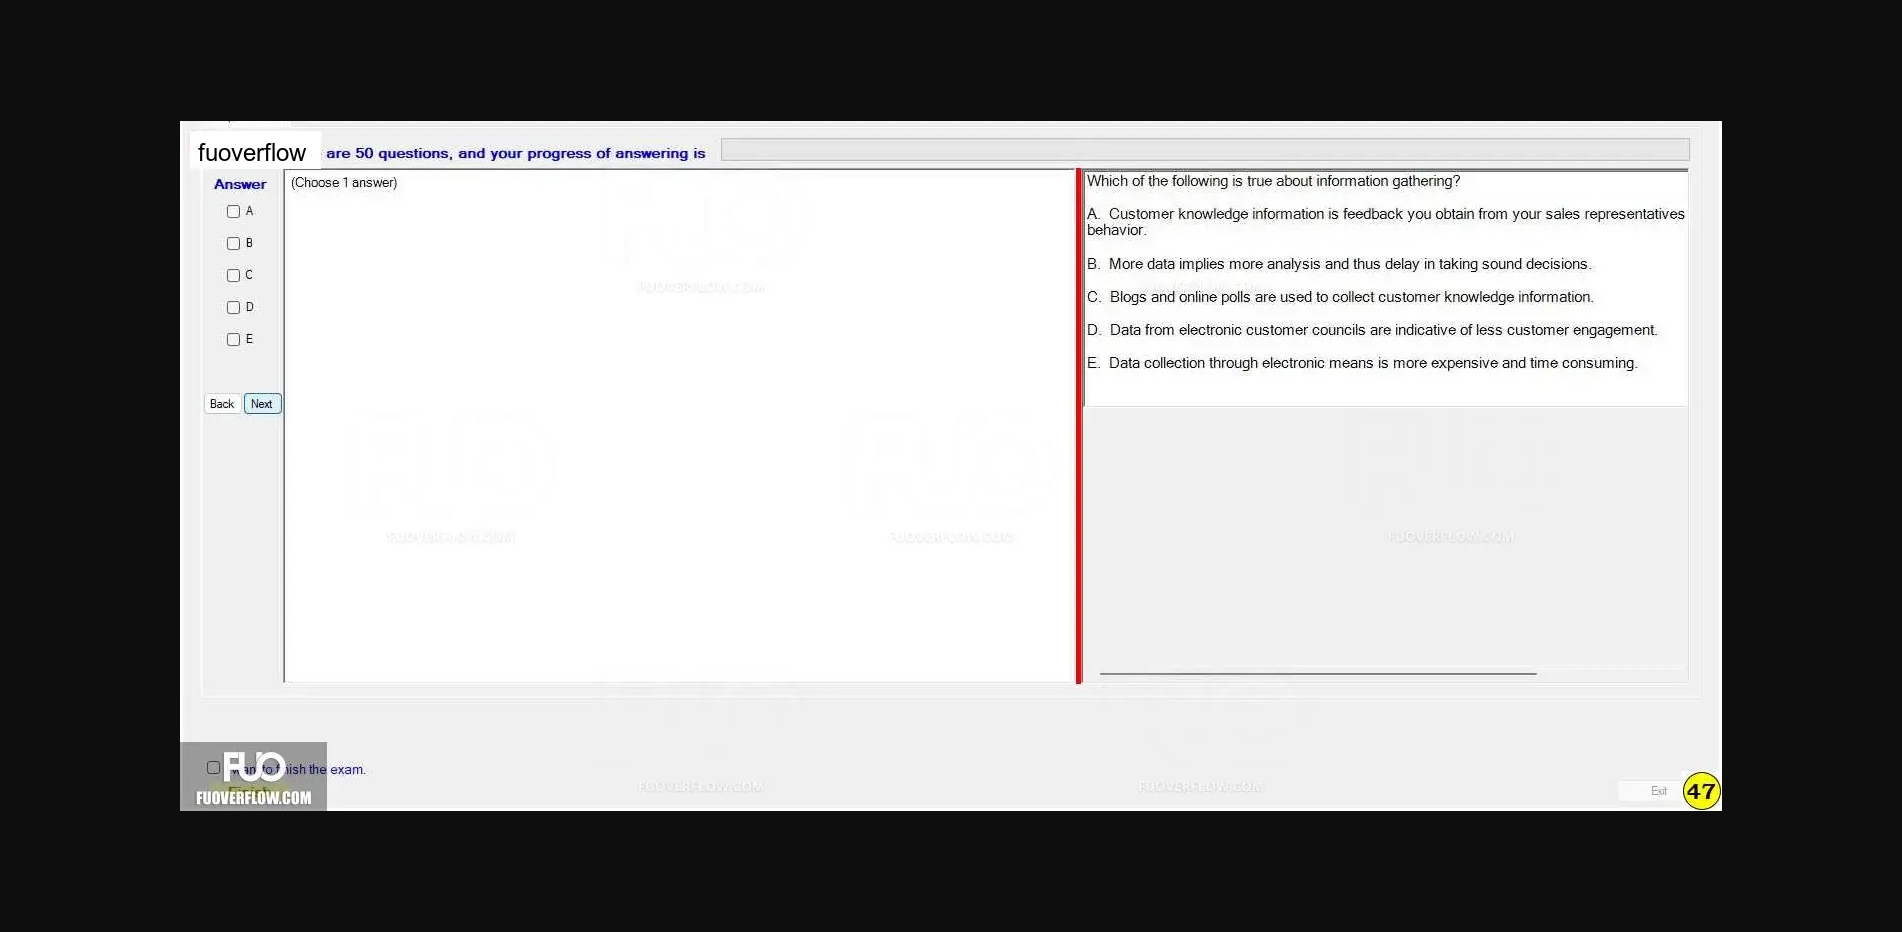 fuoverflow are 50 questions, and your progress of answering is
Answer
A
B
C
D
E
Back Next
(Choose 1 answer)
Which of the following is true about information gathering?
A. Customer knowledge information is feedback you obtain from your sales representatives
behavior.
B. More data implies more analysis and thus delay in taking sound decisions.
C. Blogs and online polls are used to collect customer knowledge information.
D. Data from electronic customer councils are indicative of less customer engagement.
E. Data collection through electronic means is more expensive and time consuming.
FUOVERFLOW.COM
FUOVERFLOW.COM FUOVERFLOW.COM FUOVERFLOW.COM
FUO
want to finish the exam.
FUOVERFLOW.COM
FUOVERFLOW.COM FUOVERFLOW.COM
Exit
47